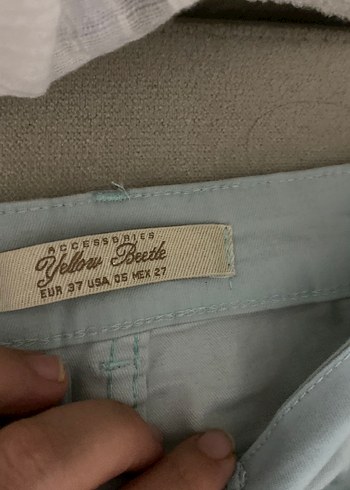 ACCESSORIES
Yellow Beetle
EUR 37 USA 05 MEX 27